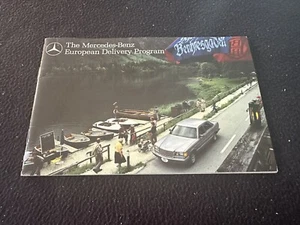 The Mercedes-Benz
European Delivery Program
Berchtesgaden